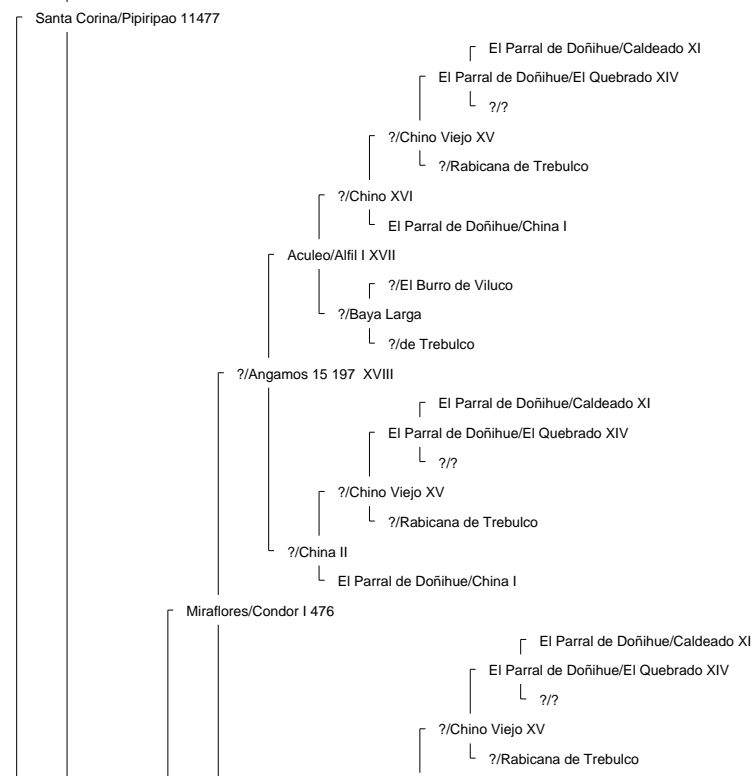 Santa Corina/Pipiripao 11477
El Parral de Doñihue/Caldeado XI
El Parral de Doñihue/El Quebrado XIV
?/?
?/Chino Viejo XV
?/Rabicana de Trebulco
?/Chino XVI
El Parral de Doñihue/China I
Aculeo/Alfil I XVII
?/El Burro de Viluco
?/Baya Larga
?/de Trebulco
?/Angamos 15 197 XVIII
El Parral de Doñihue/Caldeado XI
El Parral de Doñihue/El Quebrado XIV
?/?
?/Chino Viejo XV
?/Rabicana de Trebulco
?/China II
El Parral de Doñihue/China I
Miraflores/Condor I 476
El Parral de Doñihue/Caldeado XI
El Parral de Doñihue/El Quebrado XIV
?/?
?/Chino Viejo XV
?/Rabicana de Trebulco